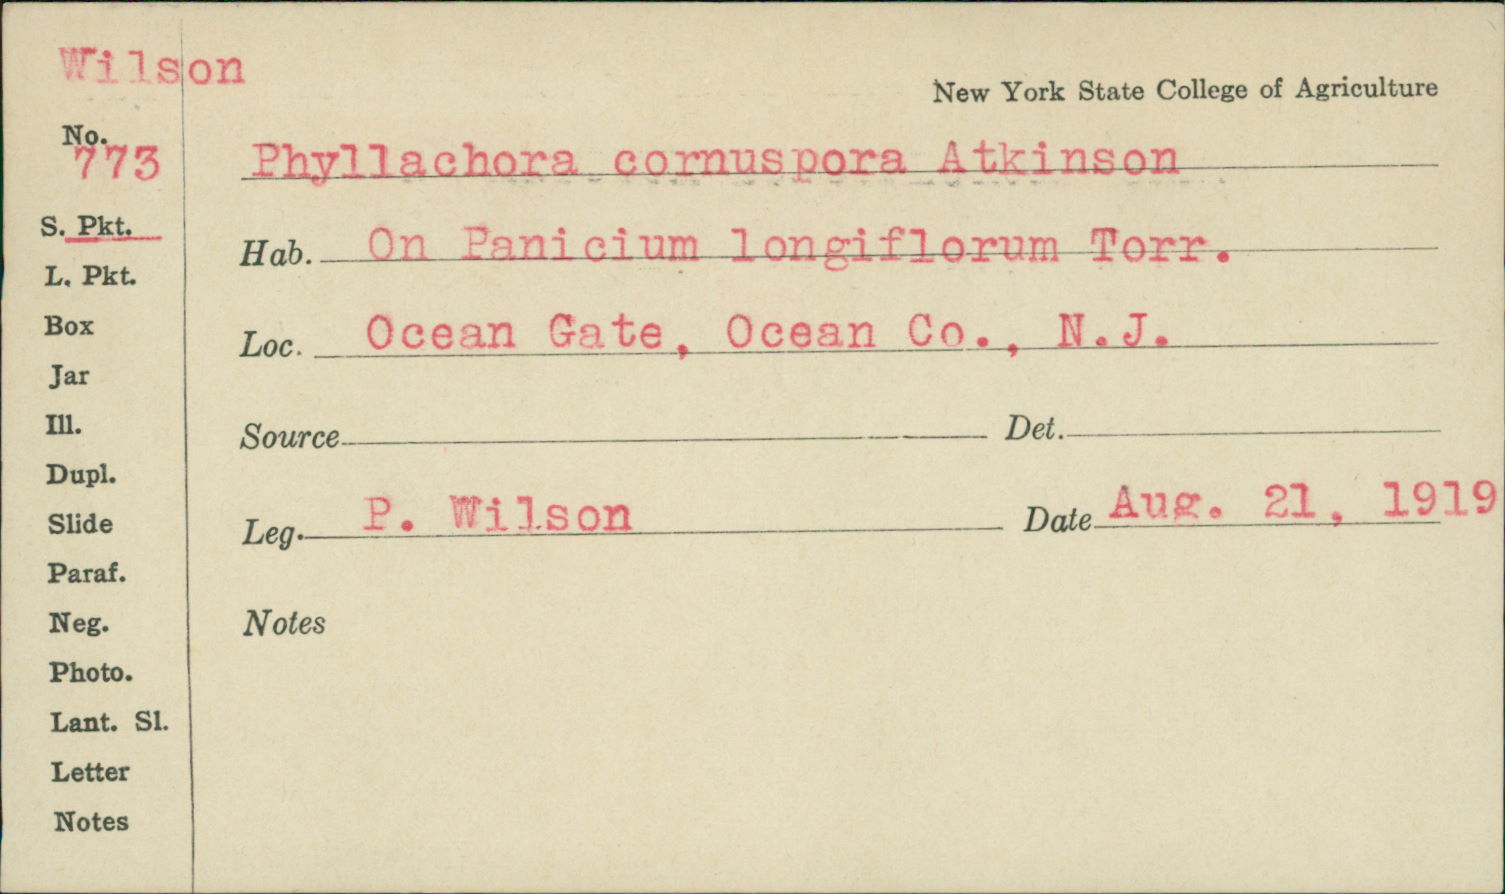 Wilson
New York State College of Agriculture
No.
773
Phyllachora cornuspora Atkinson
S. Pkt.
Hab. On Panicium longiflorum Torr.
L. Pkt.
Box
Loc. Ocean Gate, Ocean Co., N.J.
Jar
Ill.
Source Det.
Dupl.
Slide
Leg. P. Wilson Date Aug. 21, 1919
Paraf.
Neg.
Notes
Photo.
Lant. Sl.
Letter
Notes